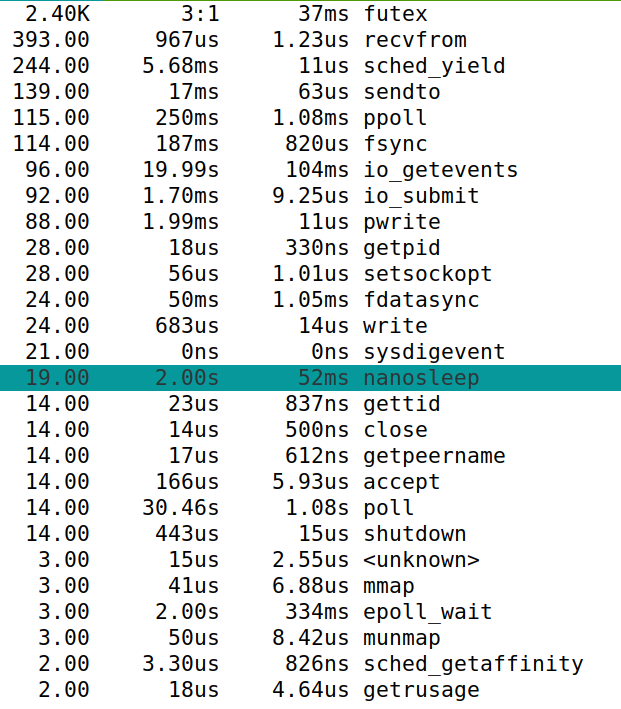 2.40K 3:1 37ms futex
393.00 967us 1.23us recvfrom
244.00 5.68ms 11us sched_yield
139.00 17ms 63us sendto
115.00 250ms 1.08ms ppoll
114.00 187ms 820us fsync
96.00 19.99s 104ms io_getevents
92.00 1.70ms 9.25us io_submit
88.00 1.99ms 11us pwrite
28.00 18us 330ns getpid
28.00 56us 1.01us setsockopt
24.00 50ms 1.05ms fdatasync
24.00 683us 14us write
21.00 0ns 0ns sysdigevent
19.00 2.00s 52ms nanosleep
14.00 23us 837ns gettid
14.00 14us 500ns close
14.00 17us 612ns getpeername
14.00 166us 5.93us accept
14.00 30.46s 1.08s poll
14.00 443us 15us shutdown
3.00 15us 2.55us <unknown>
3.00 41us 6.88us mmap
3.00 2.00s 334ms epoll_wait
3.00 50us 8.42us munmap
2.00 3.30us 826ns sched_getaffinity
2.00 18us 4.64us getrusage